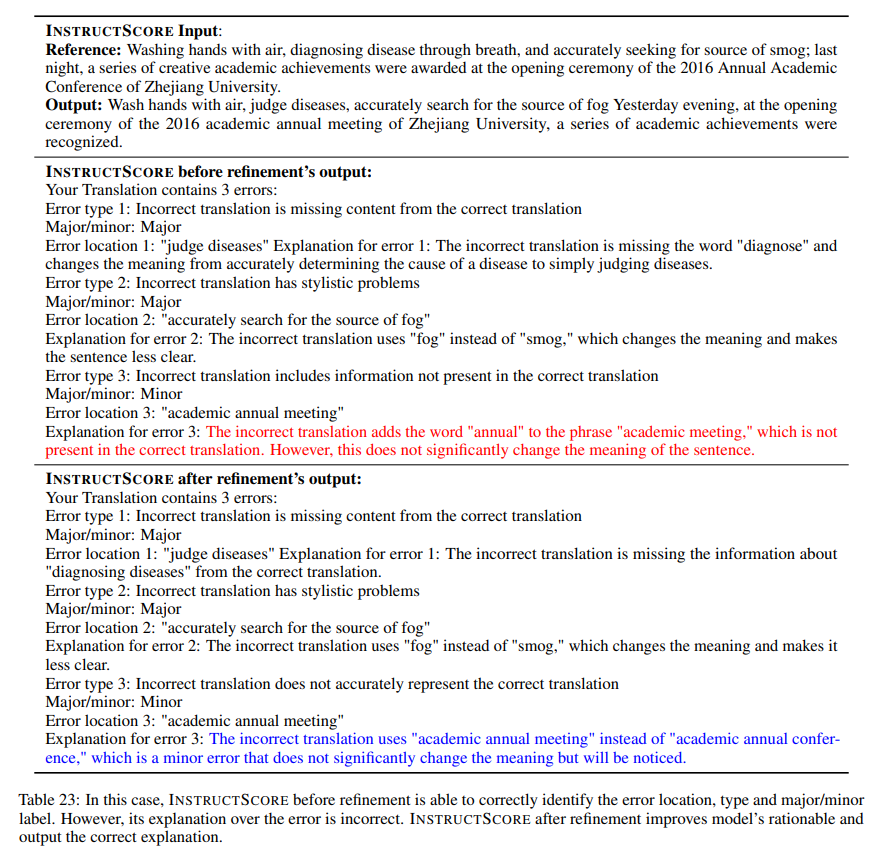 INSTRUCTSCORE Input:
Reference: Washing hands with air, diagnosing disease through breath, and accurately seeking for source of smog; last
night, a series of creative academic achievements were awarded at the opening ceremony of the 2016 Annual Academic
Conference of Zhejiang University.
Output: Wash hands with air, judge diseases, accurately search for the source of fog Yesterday evening, at the opening
ceremony of the 2016 academic annual meeting of Zhejiang University, a series of academic achievements were
recognized.
INSTRUCTSCORE before refinement's output:
Your Translation contains 3 errors:
Error type 1: Incorrect translation is missing content from the correct translation
Major/minor: Major
Error location 1: "judge diseases" Explanation for error 1: The incorrect translation is missing the word "diagnose" and
changes the meaning from accurately determining the cause of a disease to simply judging diseases.
Error type 2: Incorrect translation has stylistic problems
Major/minor: Major
Error location 2: "accurately search for the source of fog"
Explanation for error 2: The incorrect translation uses "fog" instead of "smog," which changes the meaning and makes
the sentence less clear.
Error type 3: Incorrect translation includes information not present in the correct translation
Major/minor: Minor
Error location 3: "academic annual meeting"
Explanation for error 3: The incorrect translation adds the word "annual" to the phrase "academic meeting," which is not
present in the correct translation. However, this does not significantly change the meaning of the sentence.
INSTRUCTSCORE after refinement's output:
Your Translation contains 3 errors:
Error type 1: Incorrect translation is missing content from the correct translation
Major/minor: Major
Error location 1: "judge diseases" Explanation for error 1: The incorrect translation is missing the information about
"diagnosing diseases" from the correct translation.
Error type 2: Incorrect translation has stylistic problems
Major/minor: Major
Error location 2: "accurately search for the source of fog"
Explanation for error 2: The incorrect translation uses "fog" instead of "smog," which changes the meaning and makes it
less clear.
Error type 3: Incorrect translation does not accurately represent the correct translation
Major/minor: Minor
Error location 3: "academic annual meeting"
Explanation for error 3: The incorrect translation uses "academic annual meeting" instead of "academic annual confer-
ence," which is a minor error that does not significantly change the meaning but will be noticed.
Table 23: In this case, INSTRUCTSCORE before refinement is able to correctly identify the error location, type and major/minor
label. However, its explanation over the error is incorrect. INSTRUCTSCORE after refinement improves model's rationable and
output the correct explanation.